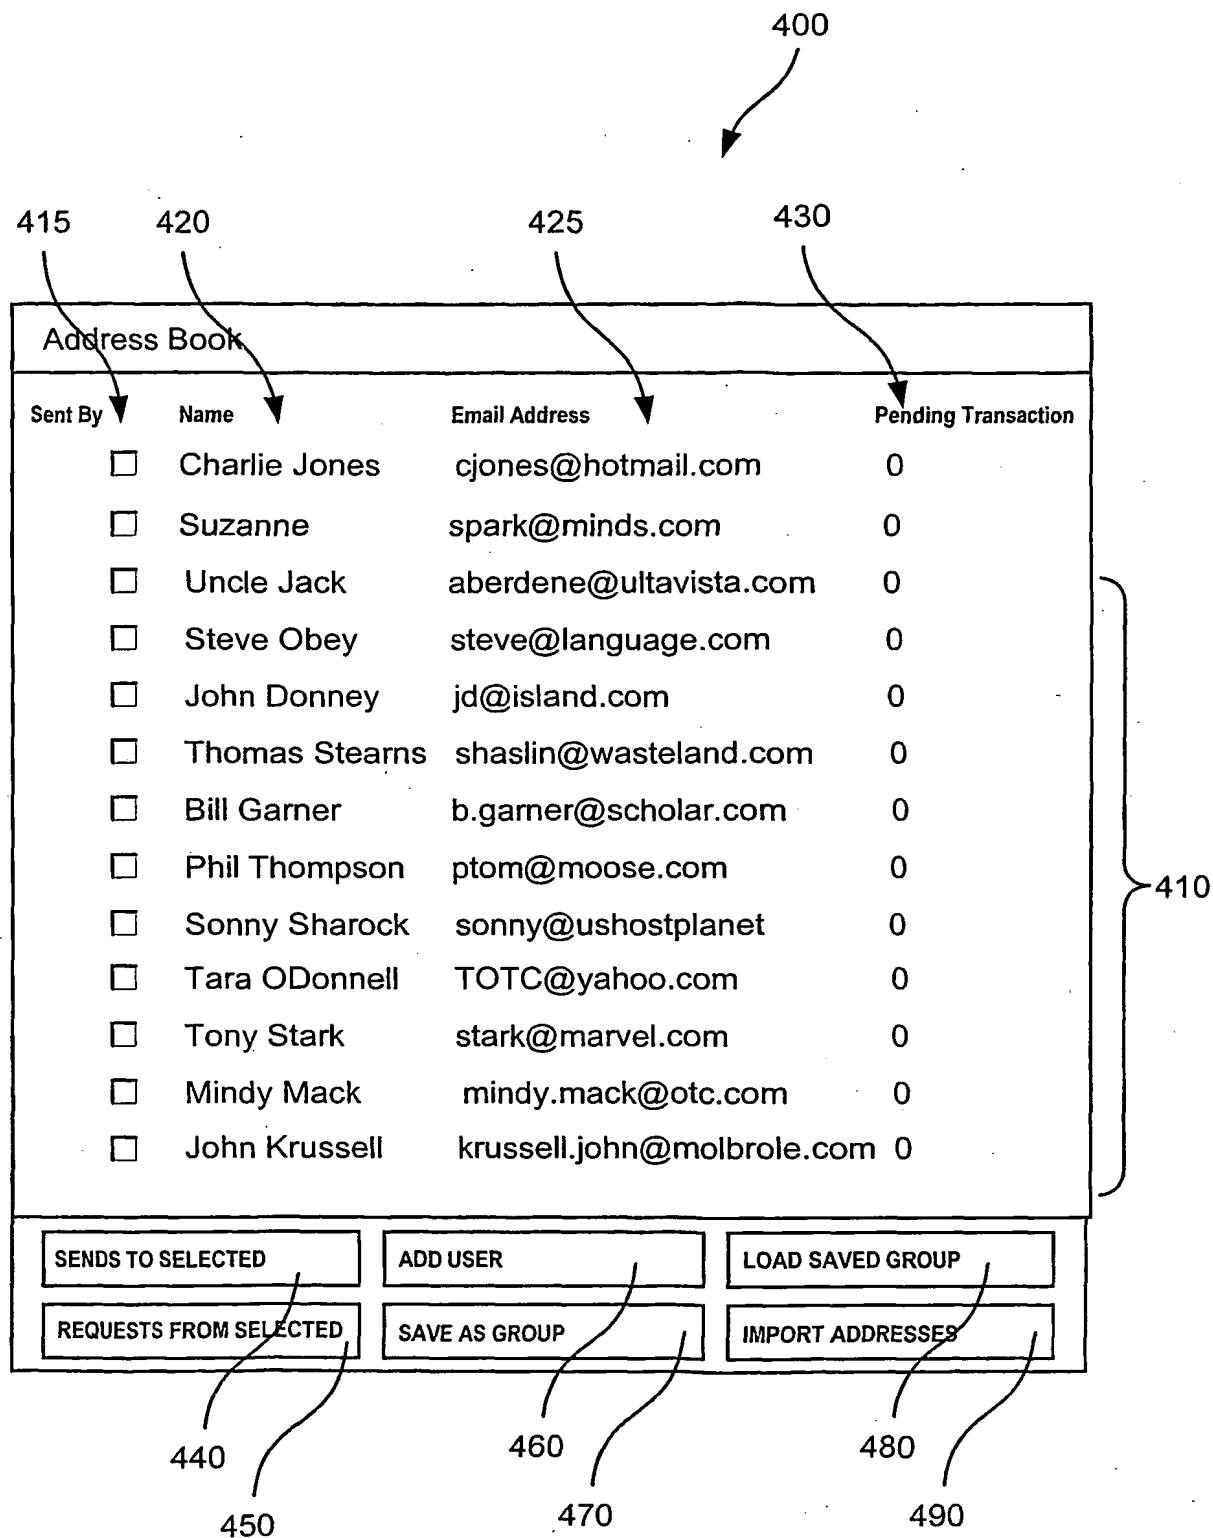 400
415 420 425 430
Address Book
Sent By Name Email Address Pending Transaction
Charlie Jones cjones@hotmail.com 0
Suzanne spark@minds.com 0
Uncle Jack aberdene@ultavista.com 0
Steve Obey steve@language.com 0
John Donney jd@island.com 0
Thomas Stearns shaslin@wasteland.com 0
Bill Garner b.garner@scholar.com 0
Phil Thompson ptom@moose.com 0
410
Sonny Sharock sonny@ushostplanet 0
Tara ODonnell TOTC@yahoo.com 0
Tony Stark stark@marvel.com 0
Mindy Mack mindy.mack@otc.com 0
John Krussell krussell.john@molbrole.com 0
SENDS TO SELECTED ADD USER LOAD SAVED GROUP
REQUESTS FROM SELECTED SAVE AS GROUP IMPORT ADDRESSES
440 460 480
450 470 490